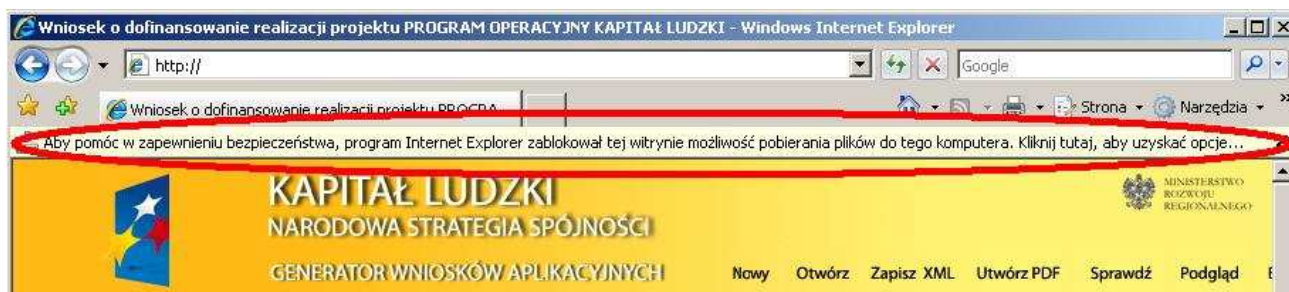 Wniosek o dofinansowanie realizacji projektu PROGRAM OPERACYJNY KAPITAŁ LUDZKI - Windows Internet Explorer
http://
Google
Wniosek o dofinansowanie realizacji projektu PROGRA...
Strona
Narzędzia
Aby pomóc w zapewnieniu bezpieczeństwa, program Internet Explorer zablokował tej witrynie możliwość pobierania plików do tego komputera. Kliknij tutaj, aby uzyskać opcje...
KAPITAŁ LUDZKI
NARODOWA STRATEGIA SPÓJNOŚCI
MINISTERSTWO
ROZWOJU
REGIONALNEGO
GENERATOR WNIOSKÓW APLIKACYJNYCH
Nowy Otwórz Zapisz XML Utwórz PDF Sprawdź Podgląd